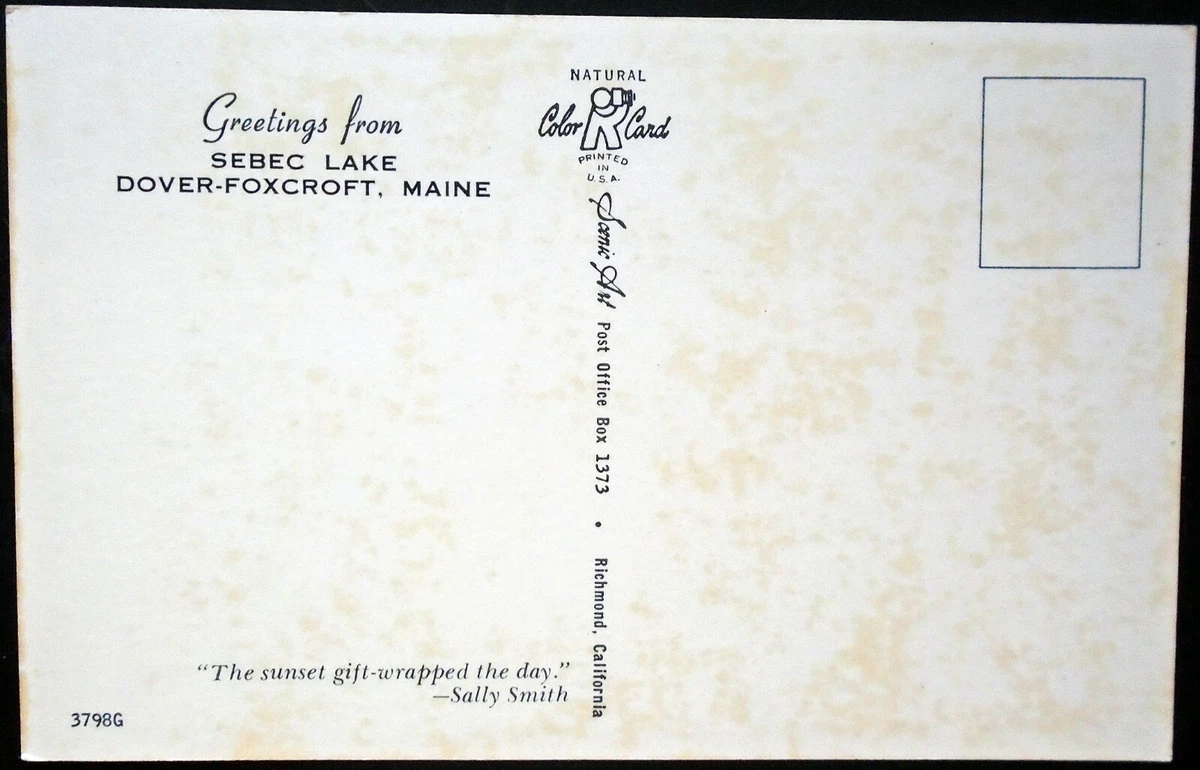 Greetings from
SEBEC LAKE
DOVER-FOXCROFT, MAINE
NATURAL
Color Card
PRINTED
IN
U.S.A.
Scenic Art Post Office Box 1373 • Richmond, California
“The sunset gift-wrapped the day.”
—Sally Smith
3798G